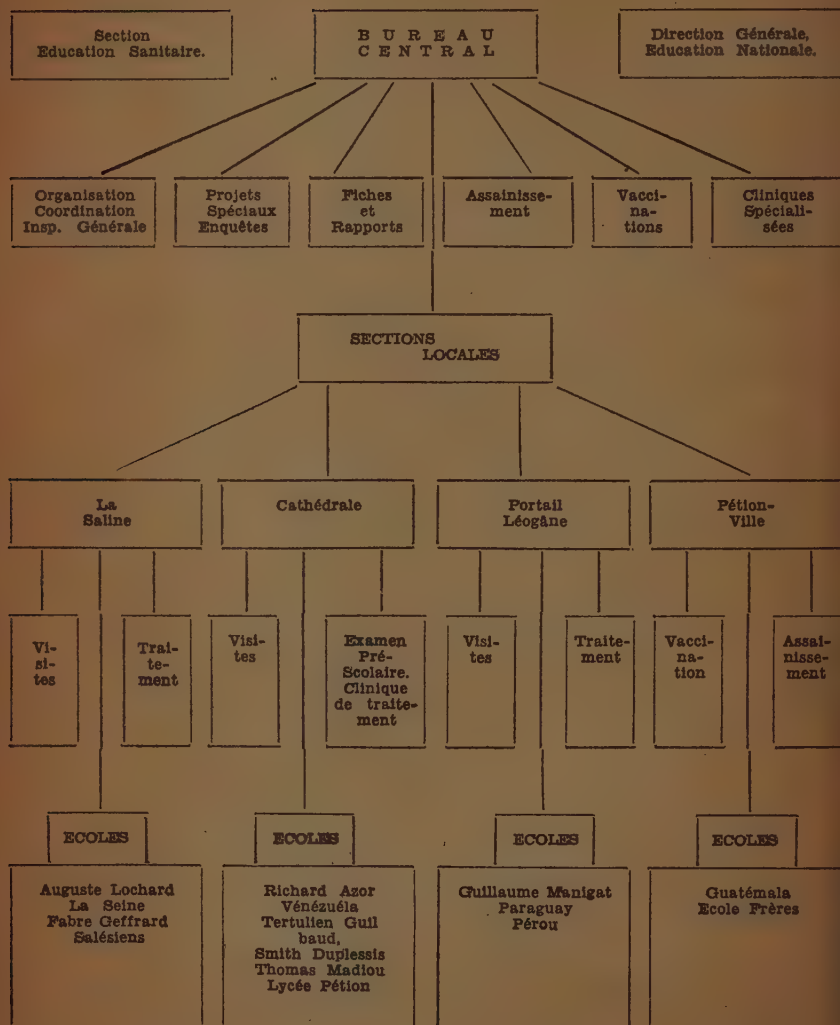 Section
Education Sanitaire.
BUREAU
CENTRAL
Direction Générale,
Education Nationale.
Organisation
Coordination
Insp. Générale
Projets
Spéciaux
Enquêtes
Fiches
et
Rapports
Assainisse-
ment
Vacci-
na-
tions
Cliniques
Spéciali-
sées
SECTIONS
LOCALES
La
Saline
Cathédrale
Portail
Léogâne
Pétion-
Ville
Vi-
si-
tes
Trai-
te-
ment
Visi-
tes
Examen
Pré-
Scolaire.
Clinique
de traite-
ment
Visi-
tes
Traite-
ment
Vacci-
na-
tion
Assai-
nisse-
ment
ECOLES
ECOLES
ECOLES
ECOLES
Auguste Lochard
La Seine
Fabre Geffrard
Salésiens
Richard Azor
Vénézuéla
Tertulien Guil
baud,
Smith Duplessis
Thomas Madiou
Lycée Pétion
Guillaume Manigat
Paraguay
Pérou
Guatémala
Ecole Frères